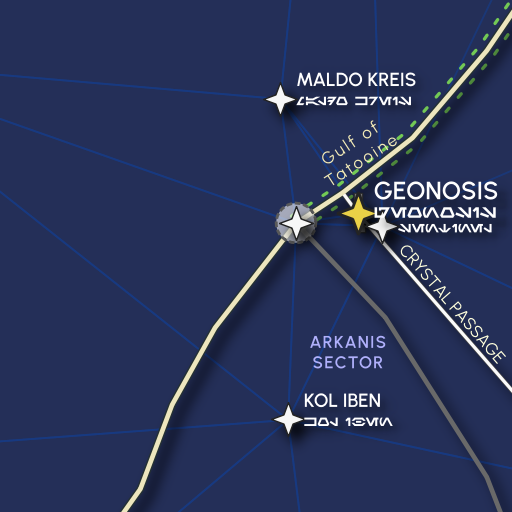 MALDO KREIS
Gulf of
Tatooine
GEONOSIS
CRYSTAL PASSAGE
ARKANIS
SECTOR
KOL IBEN